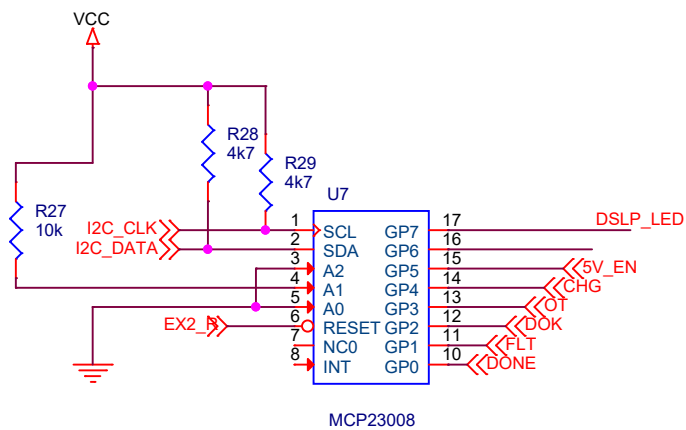 VCC
R28
4k7
R29
4k7
R27
10k
U7
I2C_CLK
I2C_DATA
EX2_R
1 SCL GP7 17 DSLP_LED
2 SDA GP6 16
3 A2 GP5 15 5V_EN
4 A1 GP4 14 CHG
5 A0 GP3 13 OT
6 RESET GP2 12 DOK
7 NC0 GP1 11 FLT
8 INT GP0 10 DONE
MCP23008